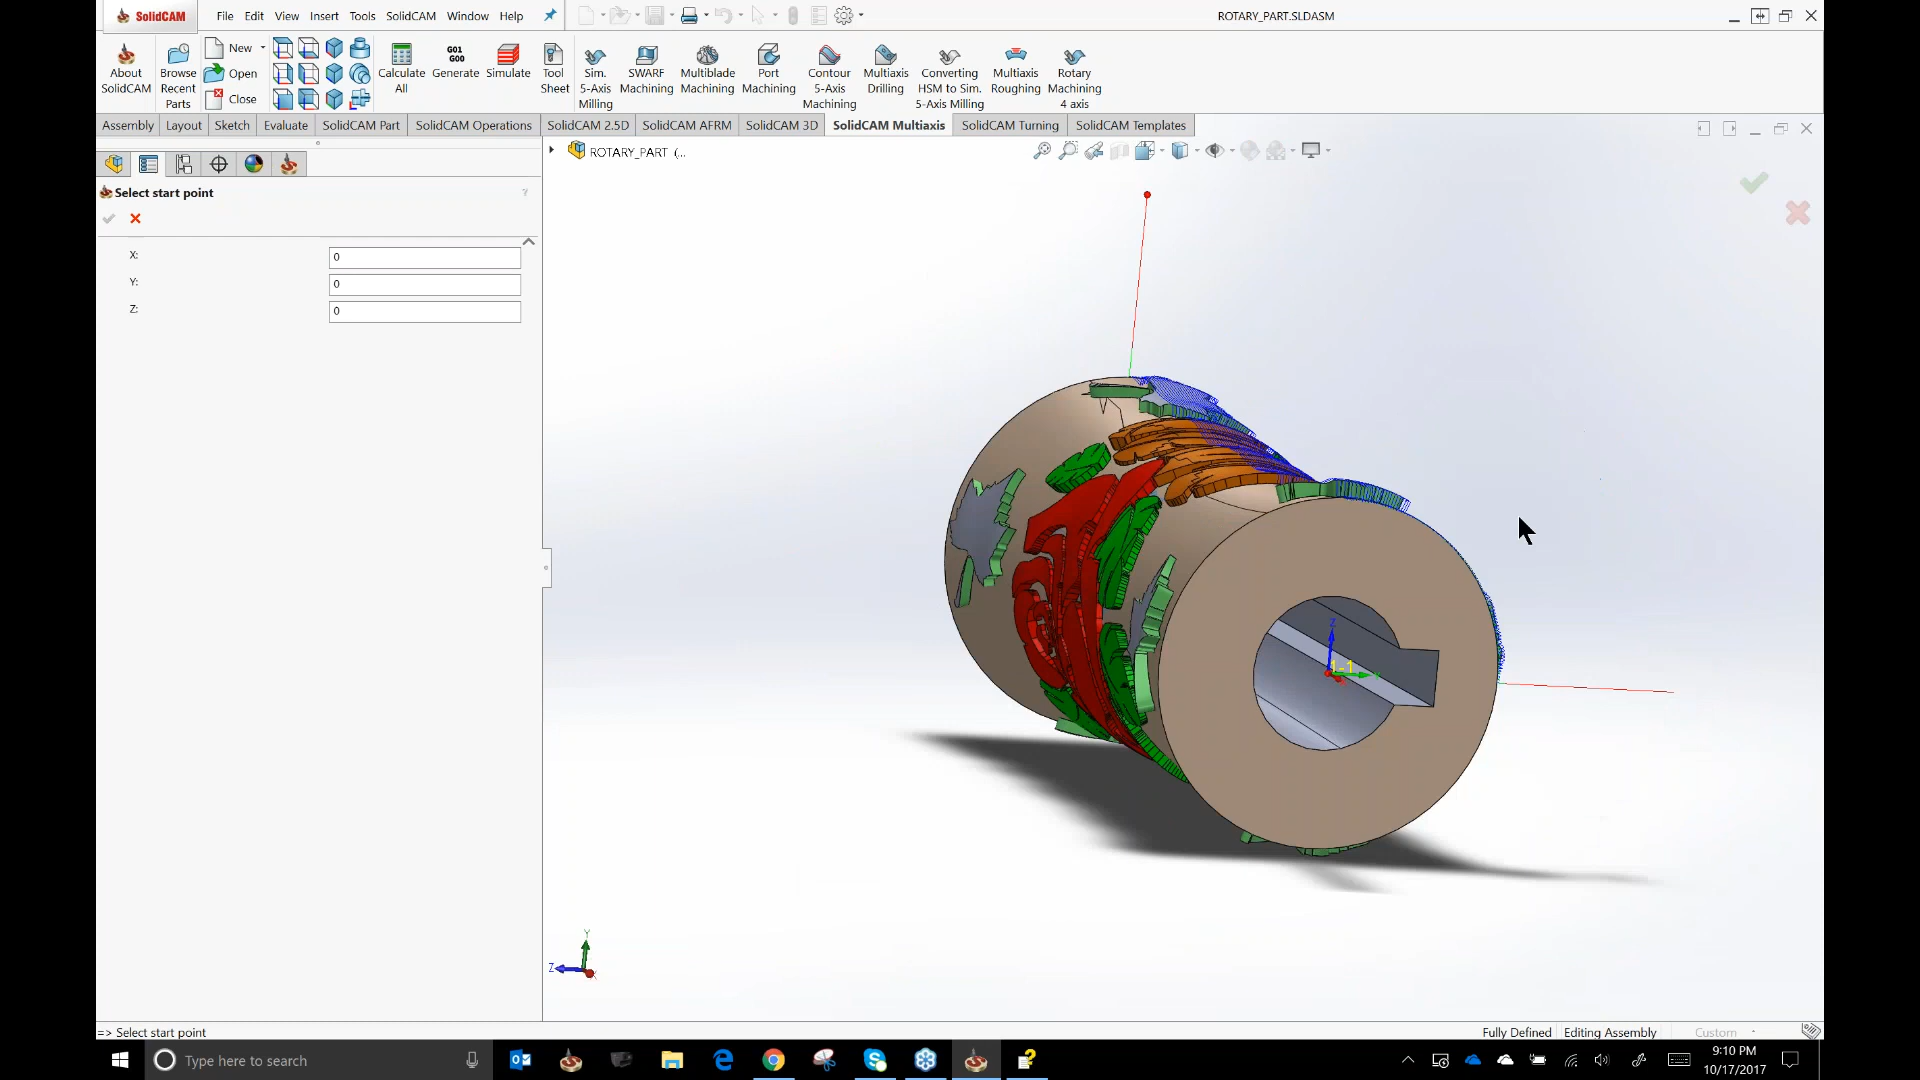 SolidCAM File Edit View Insert Tools SolidCAM Window Help ROTARY_PART.SLDASM
About SolidCAM
Browse Recent Parts
New
Open
Close
Calculate All
G01 G00
Generate
Simulate
Tool Sheet
Sim. 5-Axis Milling
SWARF Machining
Multiblade Machining
Port Machining
Contour 5-Axis Machining
Multiaxis Drilling
Converting HSM to Sim. 5-Axis Milling
Multiaxis Roughing
Rotary Machining 4 axis
Assembly Layout Sketch Evaluate SolidCAM Part SolidCAM Operations SolidCAM 2.5D SolidCAM AFRM SolidCAM 3D SolidCAM Multiaxis SolidCAM Turning SolidCAM Templates
ROTARY_PART (...
Select start point ?
X: 0
Y: 0
Z: 0
Z
1-1
Y
Y
Z
X
=> Select start point Fully Defined Editing Assembly Custom
Type here to search
9:10 PM
10/17/2017